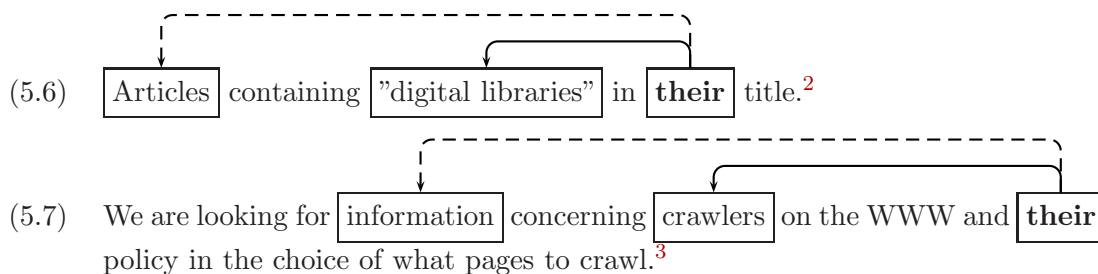 (5.6) Articles containing ”digital libraries” in their title.2
(5.7) We are looking for information concerning crawlers on the WWW and their
policy in the choice of what pages to crawl.3